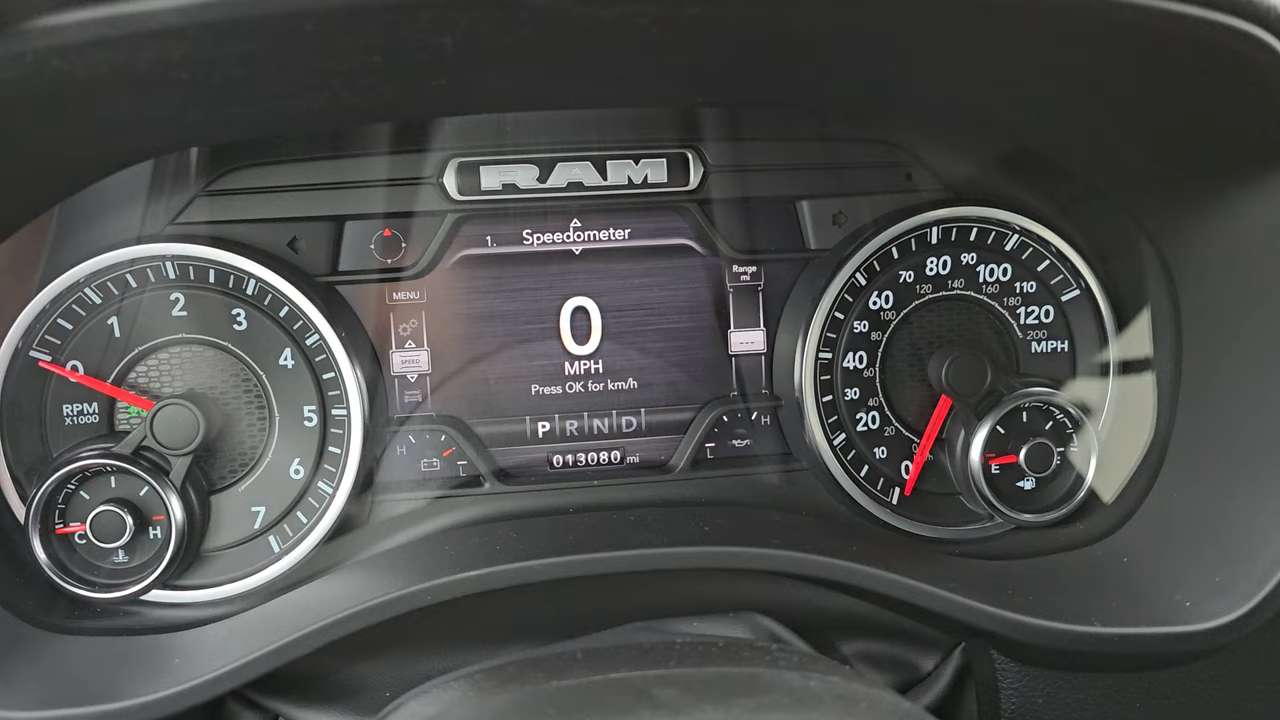 RAM
1. Speedometer
Range
mi
MENU
SPEED
---
0
MPH
Press OK for km/h
P R N D
013080 mi
H
L
H
L
0
1
2
3
4
5
6
7
RPM
X1000
C
H
0
10
20
30
40
50
60
70
80
90
100
110
120
MPH
20
40
60
80
100
120
140
160
180
200
E